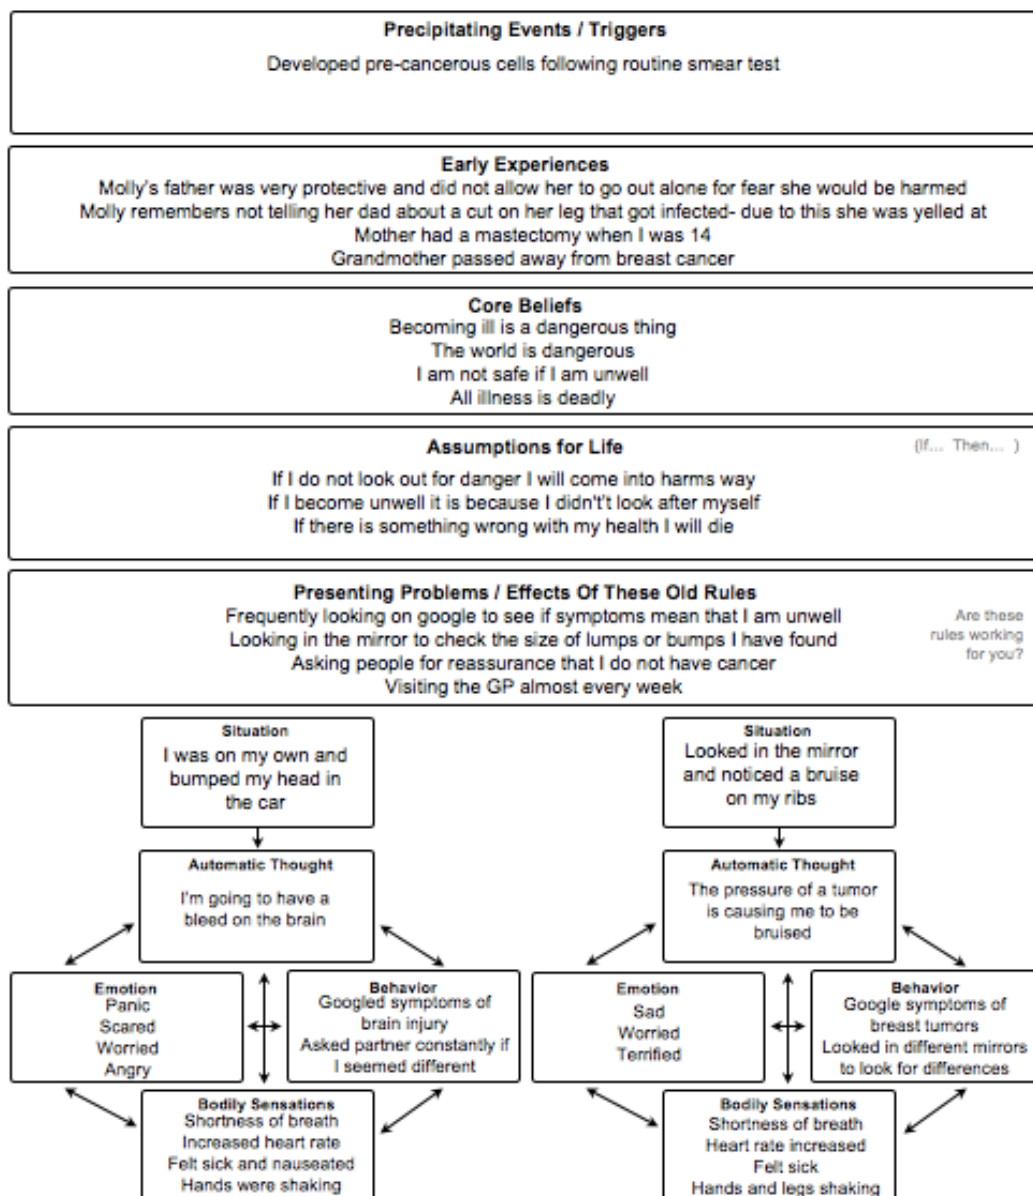 Precipitating Events / Triggers
Developed pre-cancerous cells following routine smear test
Early Experiences
Molly's father was very protective and did not allow her to go out alone for fear she would be harmed
Molly remembers not telling her dad about a cut on her leg that got infected- due to this she was yelled at
Mother had a mastectomy when I was 14
Grandmother passed away from breast cancer
Core Beliefs
Becoming ill is a dangerous thing
The world is dangerous
I am not safe if I am unwell
All illness is deadly
Assumptions for Life
(If... Then... )
If I do not look out for danger I will come into harms way
If I become unwell it is because I didn't't look after myself
If there is something wrong with my health I will die
Presenting Problems / Effects Of These Old Rules
Frequently looking on google to see if symptoms mean that I am unwell
Looking in the mirror to check the size of lumps or bumps I have found
Asking people for reassurance that I do not have cancer
Visiting the GP almost every week
Are these
rules working
for you?
Situation
I was on my own and
bumped my head in
the car
Automatic Thought
I'm going to have a
bleed on the brain
Emotion
Panic
Scared
Worried
Angry
Behavior
Googled symptoms of
brain injury
Asked partner constantly if
I seemed different
Bodily Sensations
Shortness of breath
Increased heart rate
Felt sick and nauseated
Hands were shaking
Situation
Looked in the mirror
and noticed a bruise
on my ribs
Automatic Thought
The pressure of a tumor
is causing me to be
bruised
Emotion
Sad
Worried
Terrified
Behavior
Google symptoms of
breast tumors
Looked in different mirrors
to look for differences
Bodily Sensations
Shortness of breath
Heart rate increased
Felt sick
Hands and legs shaking